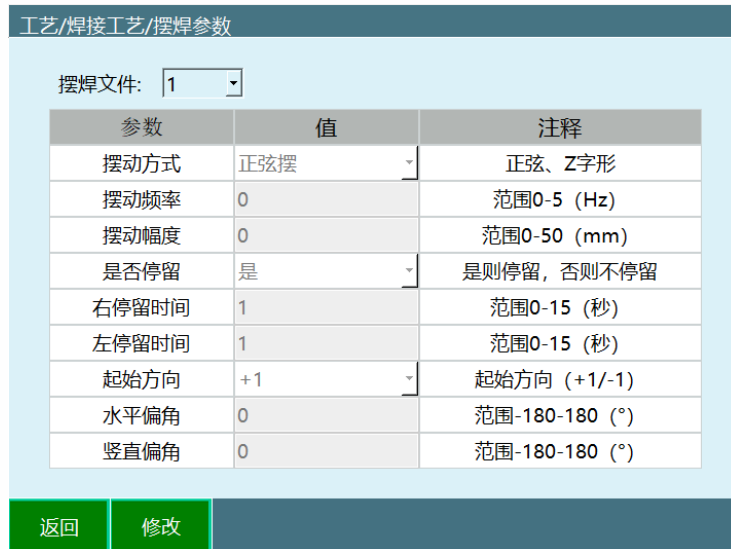 工艺/焊接工艺/摆焊参数
摆焊文件: 1
参数 值 注释
摆动方式 正弦摆 正弦、Z字形
摆动频率 0 范围0-5（Hz）
摆动幅度 0 范围0-50（mm）
是否停留 是 是则停留，否则不停留
右停留时间 1 范围0-15（秒）
左停留时间 1 范围0-15（秒）
起始方向 +1 起始方向（+1/-1）
水平偏角 0 范围-180-180（°）
竖直偏角 0 范围-180-180（°）
返回 修改